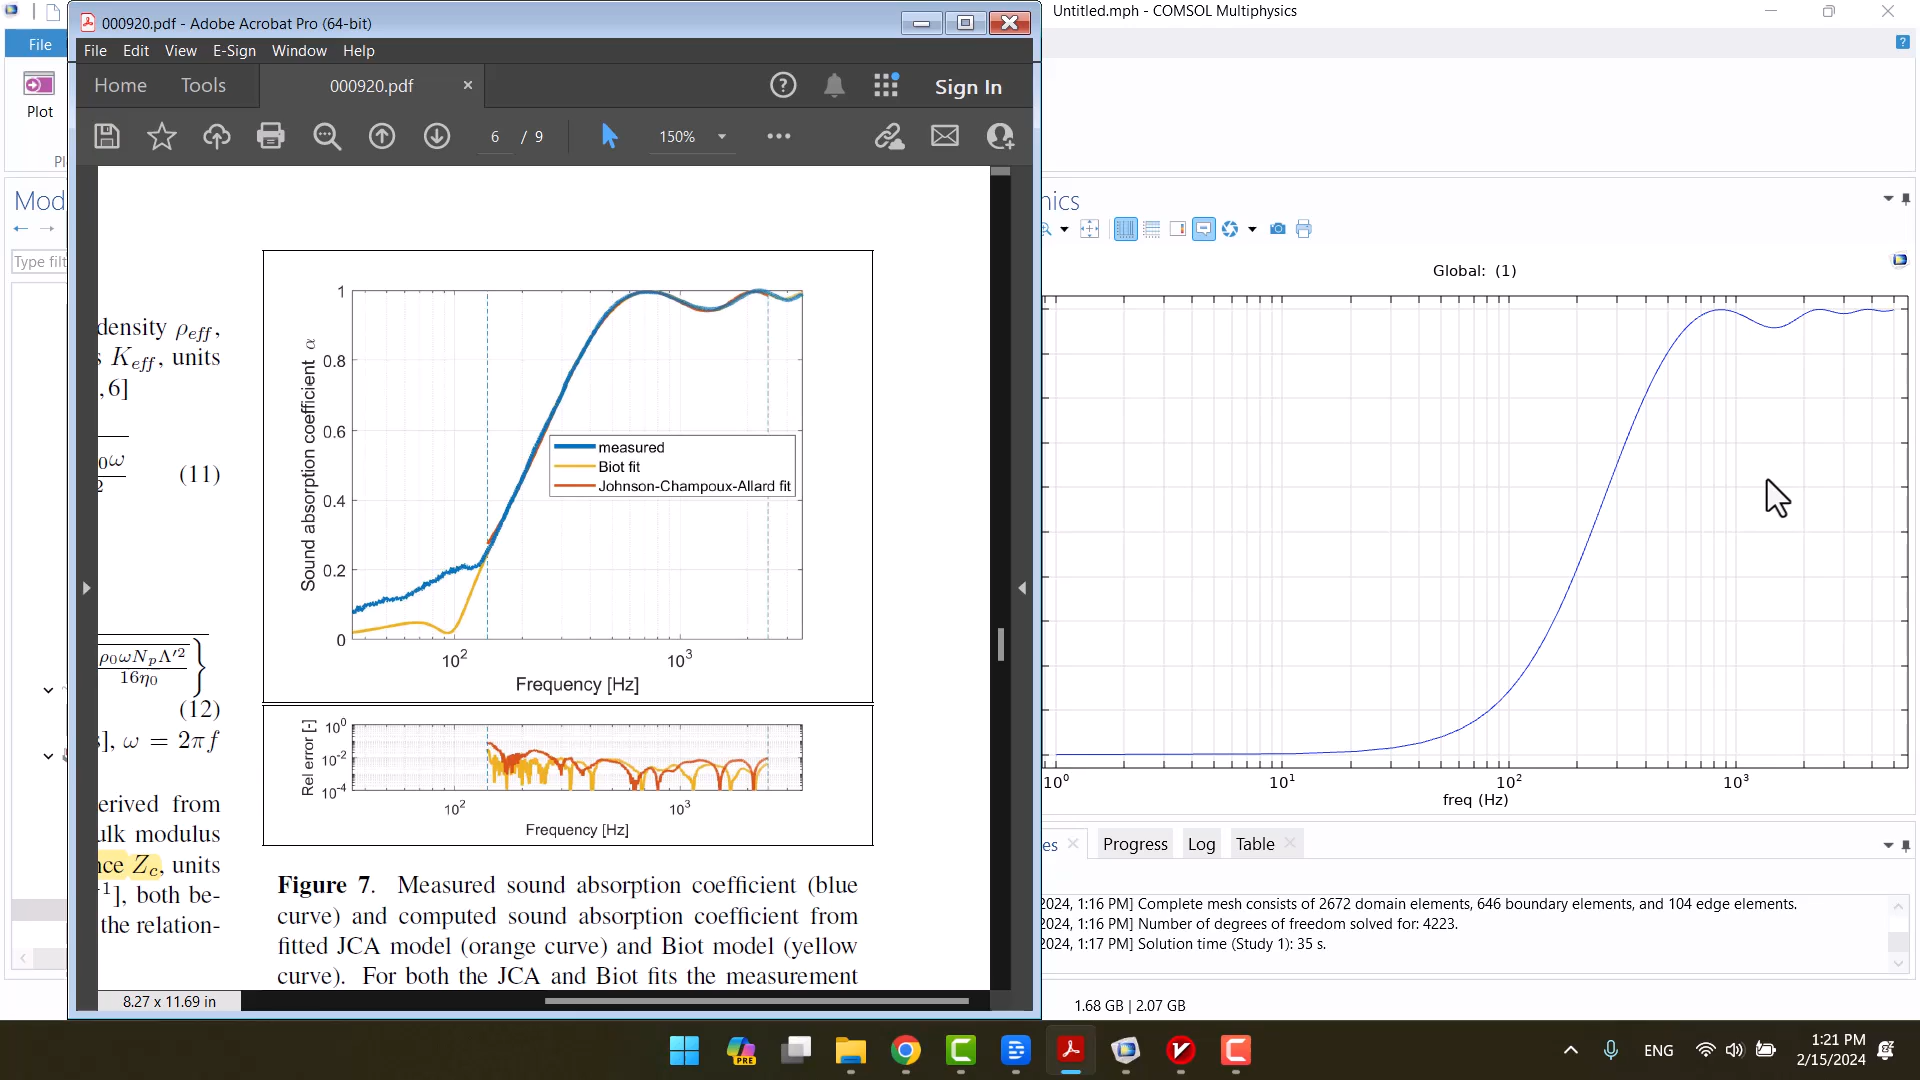 000920.pdf - Adobe Acrobat Pro (64-bit)
Untitled.mph - COMSOL Multiphysics
File
File Edit View E-Sign Window Help
Home Tools 000920.pdf Sign In
Plot
6 / 9 150%
Mod
Type filt
density ρeff,
s Keff, units
,6]
0ω
2
(11)
ρ0ωNpΛ′2
16η0
(12)
s], ω = 2πf
erived from
ulk modulus
nce Zc, units
-1], both be-
the relation-
Sound absorption coefficient α
1
0.8
0.6
0.4
0.2
0
measured
Biot fit
Johnson-Champoux-Allard fit
10² 10³
Frequency [Hz]
Rel error [-]
10⁰
10⁻²
10⁻⁴
10² 10³
Frequency [Hz]
Figure 7. Measured sound absorption coefficient (blue
curve) and computed sound absorption coefficient from
fitted JCA model (orange curve) and Biot model (yellow
curve). For both the JCA and Biot fits the measurement
8.27 x 11.69 in
nics
Global: (1)
10⁰ 10¹ 10² 10³
freq (Hz)
es Progress Log Table
2024, 1:16 PM] Complete mesh consists of 2672 domain elements, 646 boundary elements, and 104 edge elements.
2024, 1:16 PM] Number of degrees of freedom solved for: 4223.
2024, 1:17 PM] Solution time (Study 1): 35 s.
1.68 GB | 2.07 GB
PRE
ENG
1:21 PM
2/15/2024